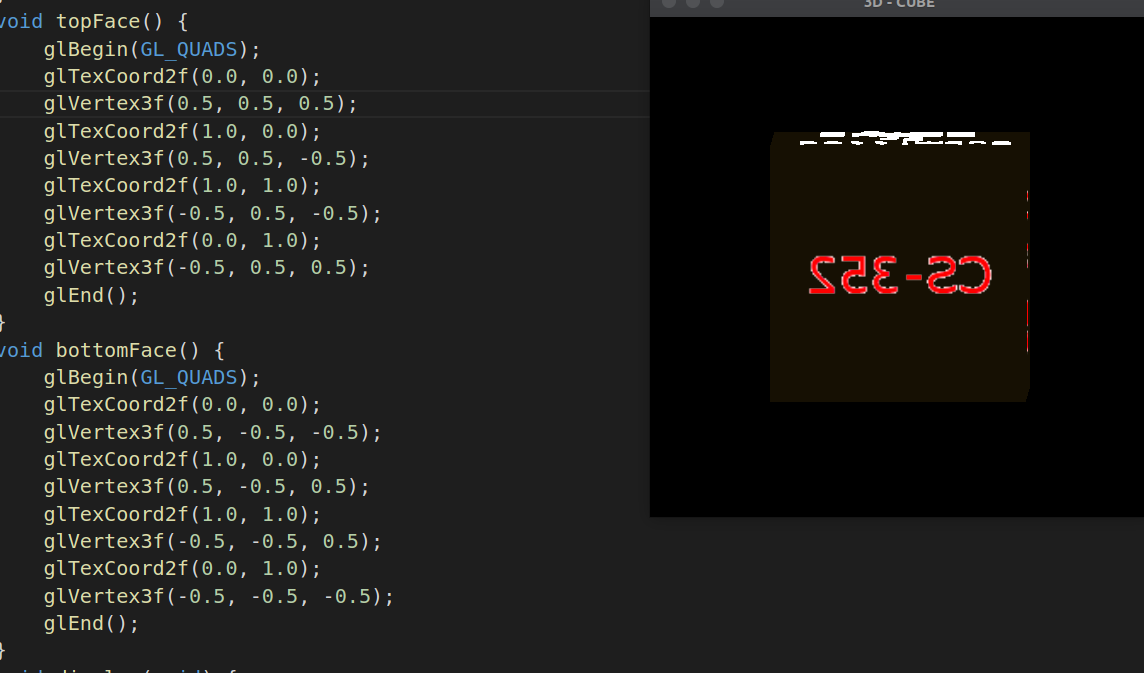 void topFace() {
glBegin(GL_QUADS);
glTexCoord2f(0.0, 0.0);
glVertex3f(0.5, 0.5, 0.5);
glTexCoord2f(1.0, 0.0);
glVertex3f(0.5, 0.5, -0.5);
glTexCoord2f(1.0, 1.0);
glVertex3f(-0.5, 0.5, -0.5);
glTexCoord2f(0.0, 1.0);
glVertex3f(-0.5, 0.5, 0.5);
glEnd();
}
void bottomFace() {
glBegin(GL_QUADS);
glTexCoord2f(0.0, 0.0);
glVertex3f(0.5, -0.5, -0.5);
glTexCoord2f(1.0, 0.0);
glVertex3f(0.5, -0.5, 0.5);
glTexCoord2f(1.0, 1.0);
glVertex3f(-0.5, -0.5, 0.5);
glTexCoord2f(0.0, 1.0);
glVertex3f(-0.5, -0.5, -0.5);
glEnd();
}
3D - CUBE
CS-352